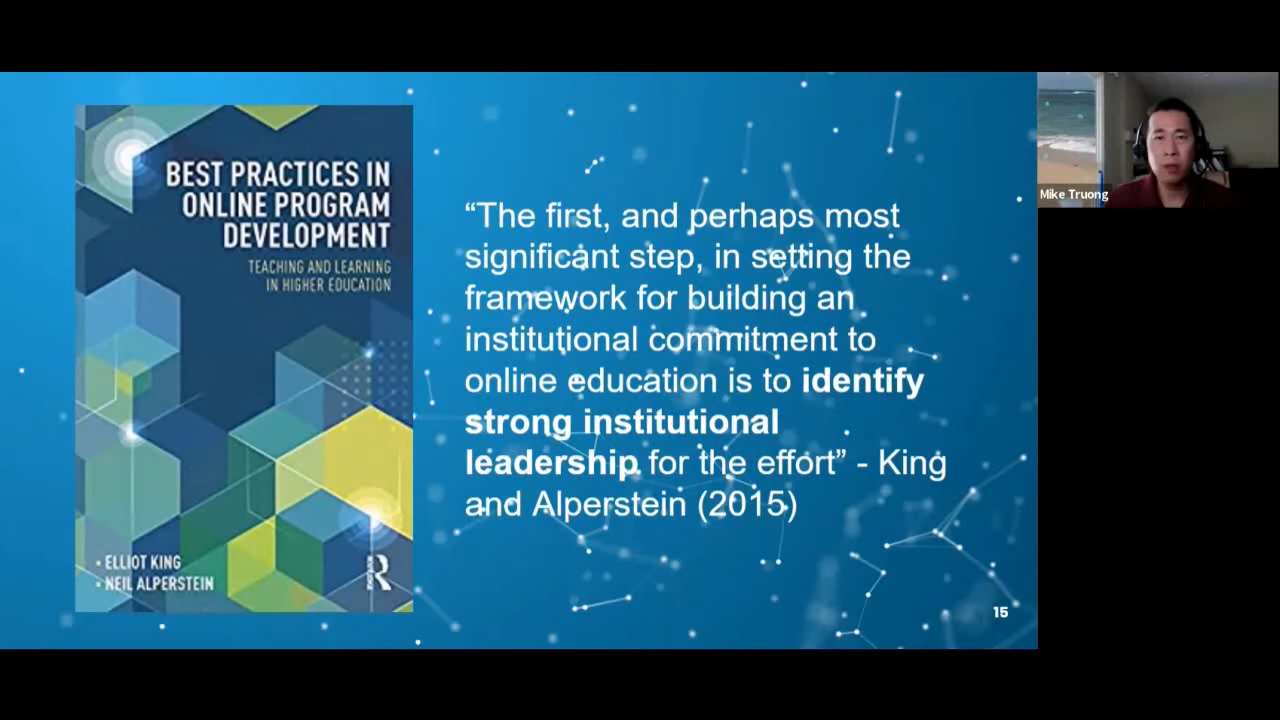 BEST PRACTICES IN
ONLINE PROGRAM
DEVELOPMENT
TEACHING AND LEARNING
IN HIGHER EDUCATION
• ELLIOT KING
• NEIL ALPERSTEIN
R
“The first, and perhaps most
significant step, in setting the
framework for building an
institutional commitment to
online education is to identify
strong institutional
leadership for the effort” - King
and Alperstein (2015)
15
Mike Truong